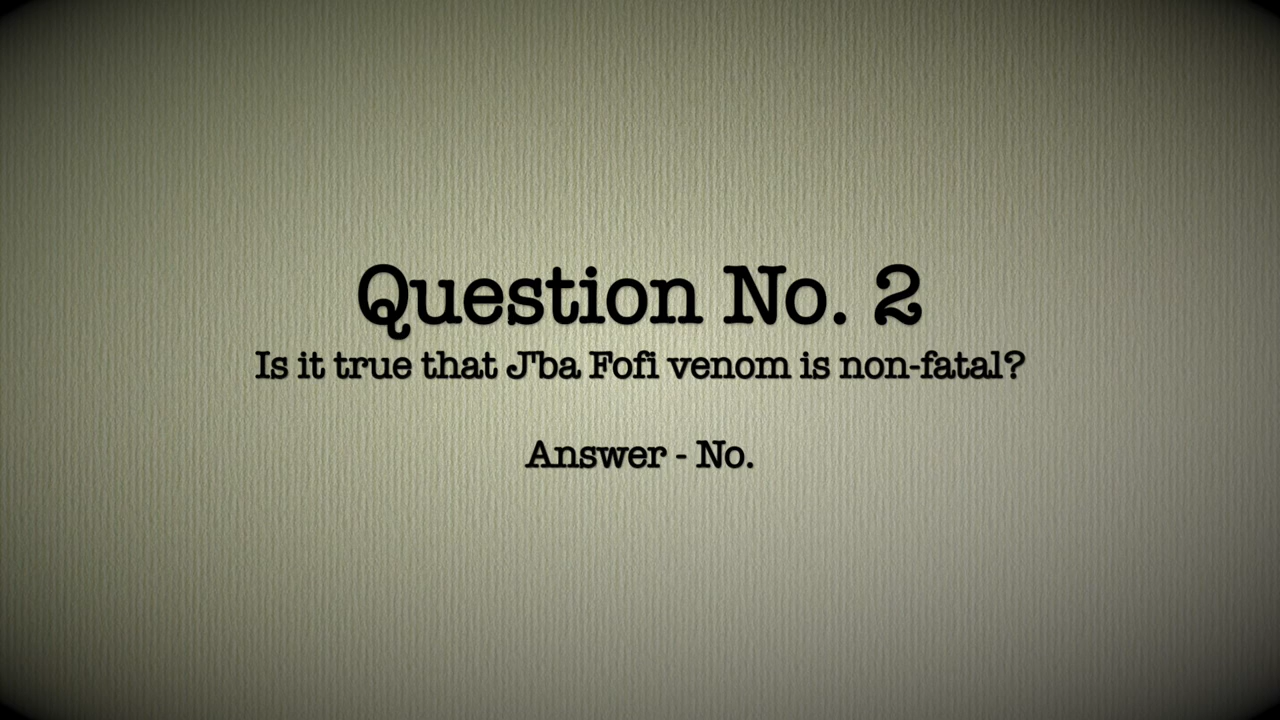 Question No. 2
Is it true that J'ba Fofi venom is non-fatal?
Answer - No.